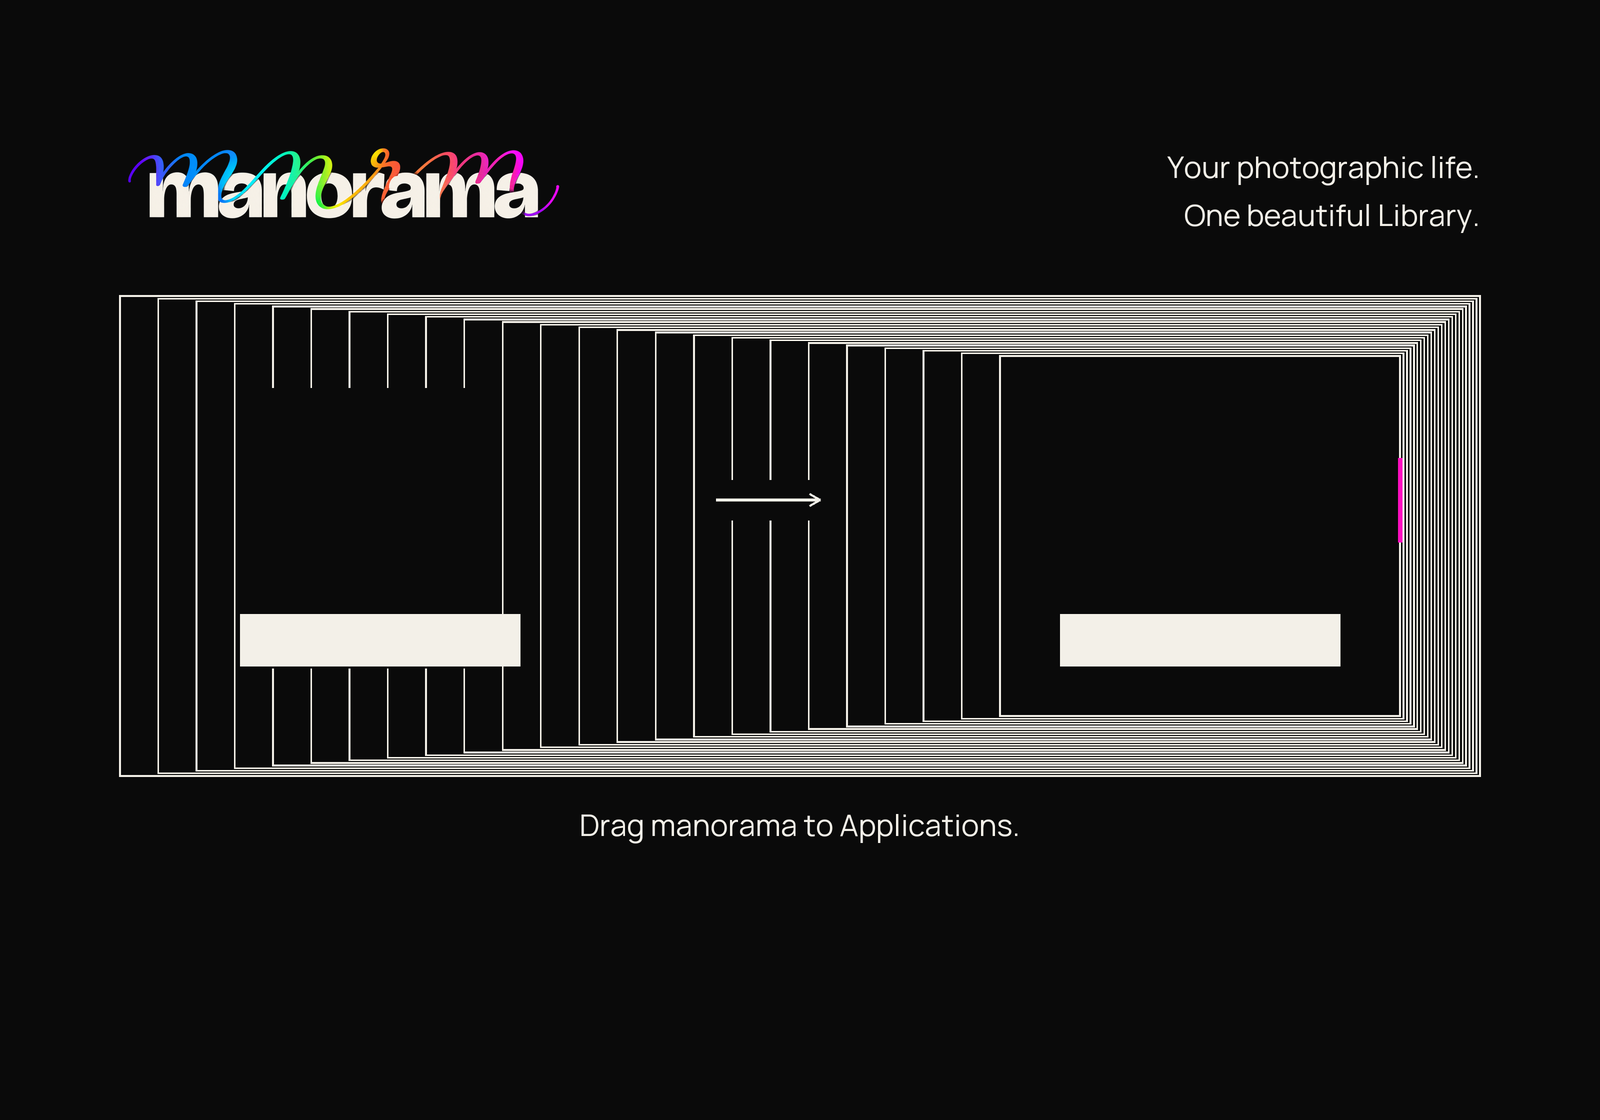 manorama
Your photographic life.
One beautiful Library.
Drag manorama to Applications.